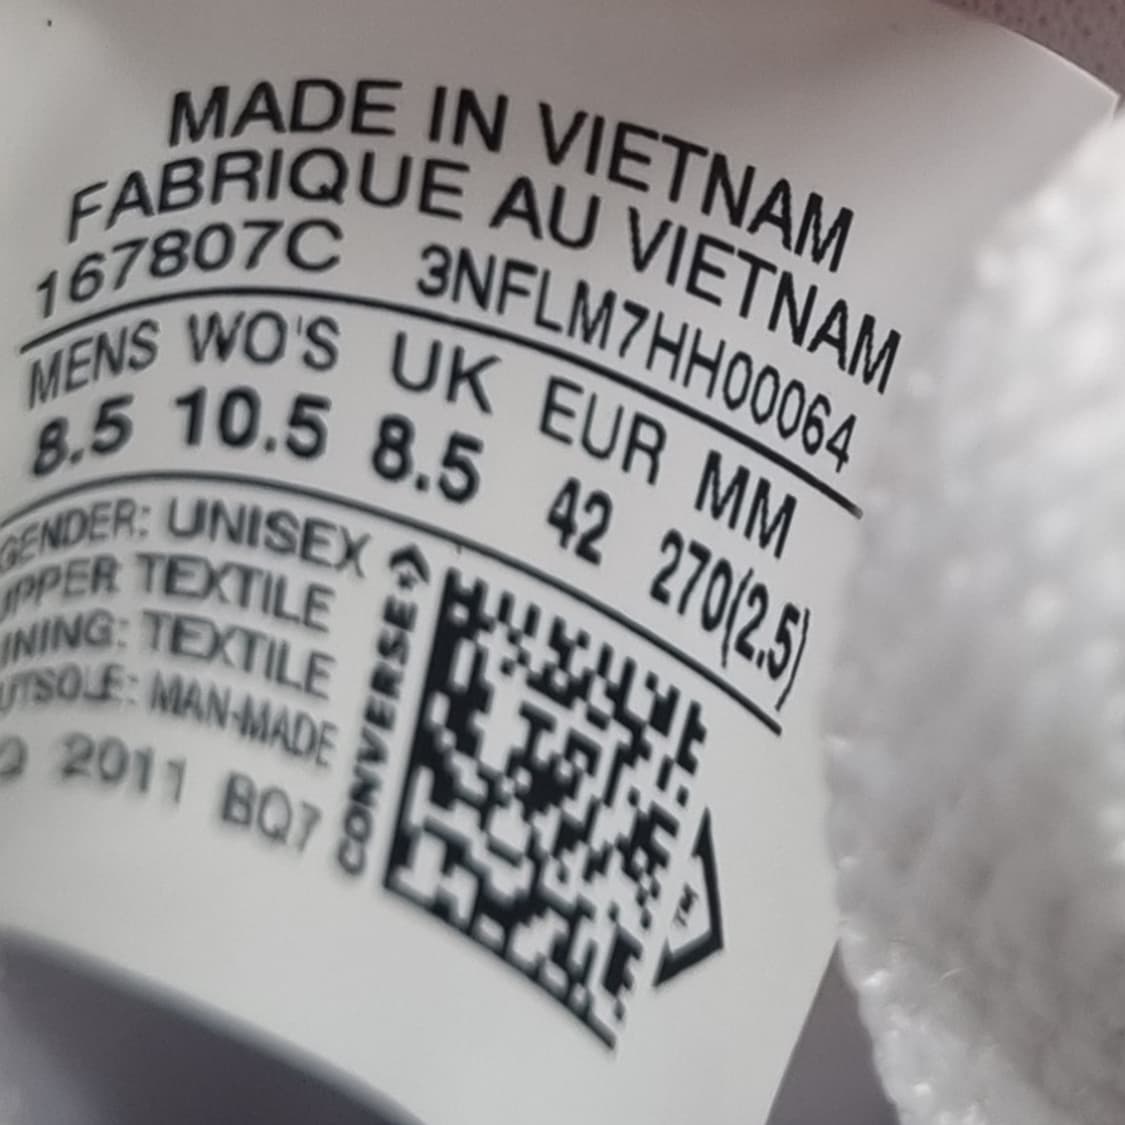 MADE IN VIETNAM
FABRIQUE AU VIETNAM
167807C 3NFLM7HH00064
MENS WO'S UK EUR MM
8.5 10.5 8.5 42 270(2.5)
GENDER: UNISEX
UPPER TEXTILE
LINING: TEXTILE
OUTSOLE: MAN-MADE
2011 BQ7
CONVERSE
TM